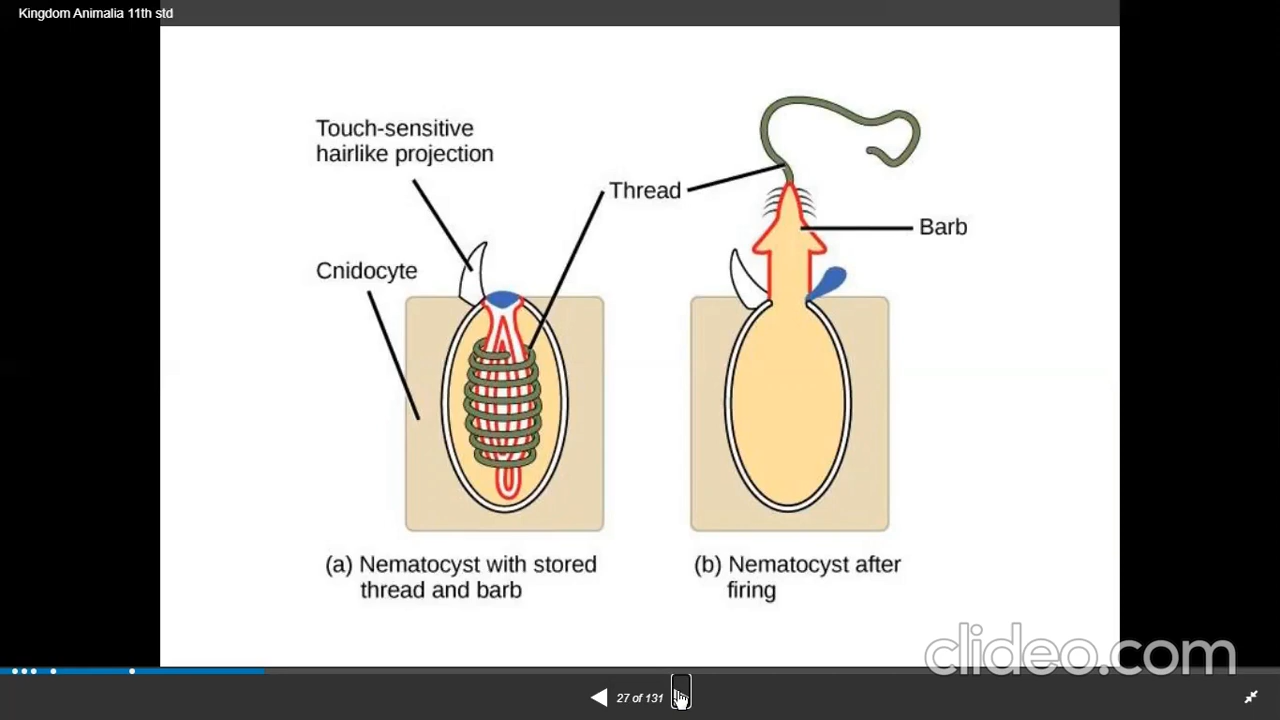 Kingdom Animalia 11th std
Touch-sensitive
hairlike projection
Thread
Barb
Cnidocyte
(a) Nematocyst with stored
thread and barb
(b) Nematocyst after
firing
clideo.com
27 of 131